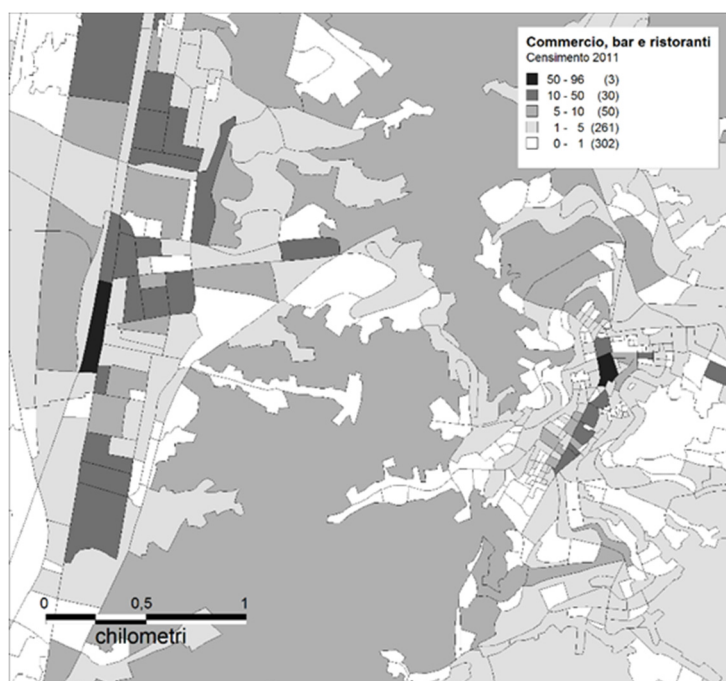 Commercio, bar e ristoranti
Censimento 2011
50 - 96 (3)
10 - 50 (30)
5 - 10 (50)
1 - 5 (261)
0 - 1 (302)
0 0,5 1
chilometri